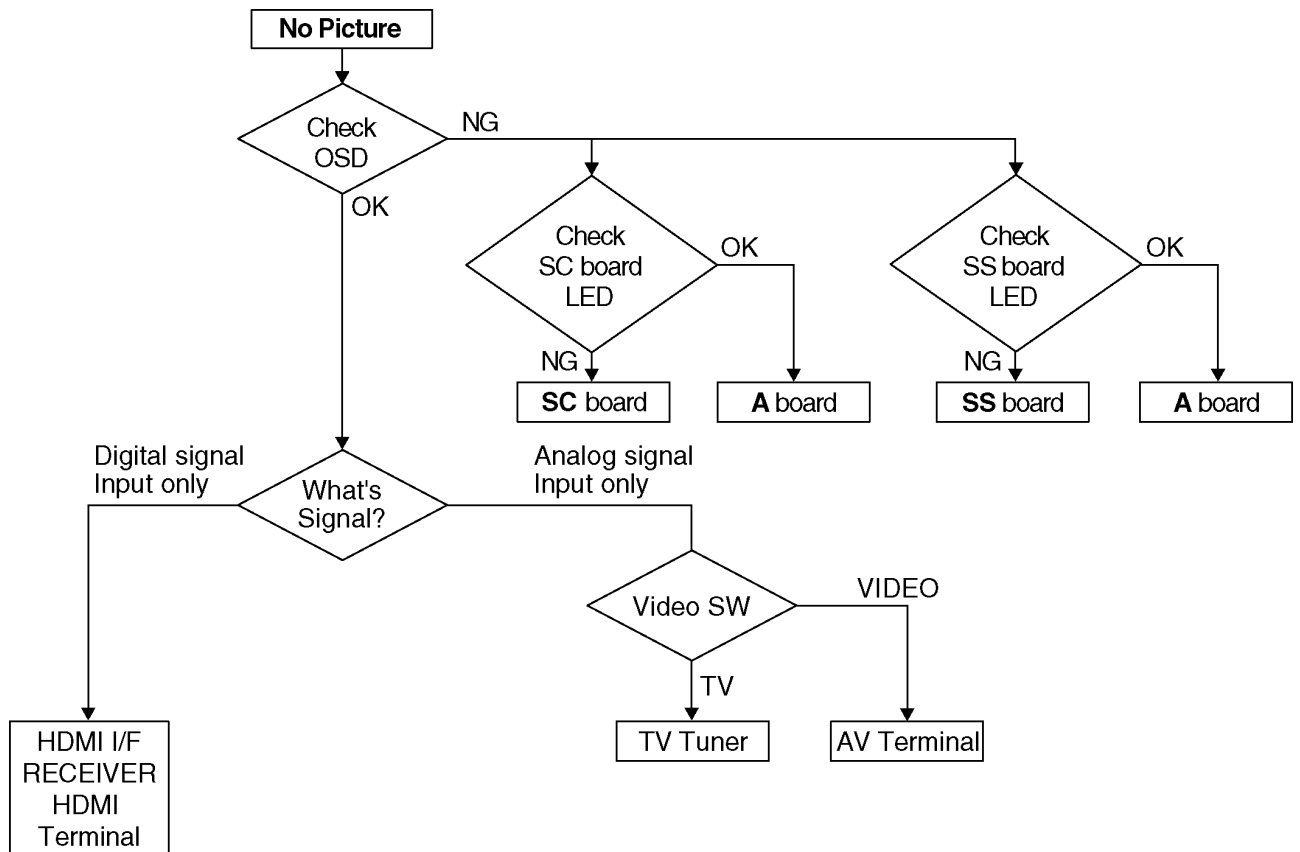 No Picture
Check
OSD
NG
OK
Check
SC board
LED
OK
NG
SC board
A board
Check
SS board
LED
OK
NG
SS board
A board
Digital signal
Input only
What's
Signal?
Analog signal
Input only
Video SW
VIDEO
TV
TV Tuner
AV Terminal
HDMI I/F
RECEIVER
HDMI
Terminal